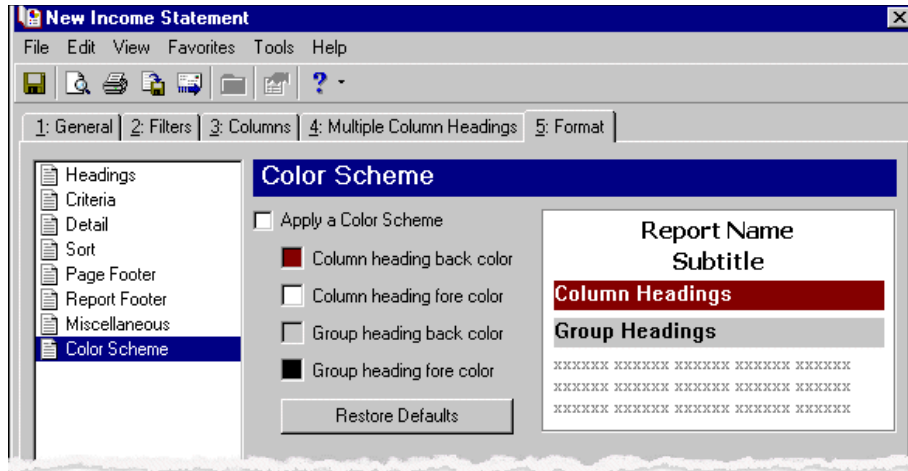 New Income Statement
File Edit View Favorites Tools Help
1: General 2: Filters 3: Columns 4: Multiple Column Headings 5: Format
Headings
Criteria
Detail
Sort
Page Footer
Report Footer
Miscellaneous
Color Scheme
Color Scheme
Apply a Color Scheme
Column heading back color
Column heading fore color
Group heading back color
Group heading fore color
Restore Defaults
Report Name
Subtitle
Column Headings
Group Headings
xxxxxx xxxxxx xxxxxx xxxxxx xxxxxx
xxxxxx xxxxxx xxxxxx xxxxxx xxxxxx
xxxxxx xxxxxx xxxxxx xxxxxx xxxxxx